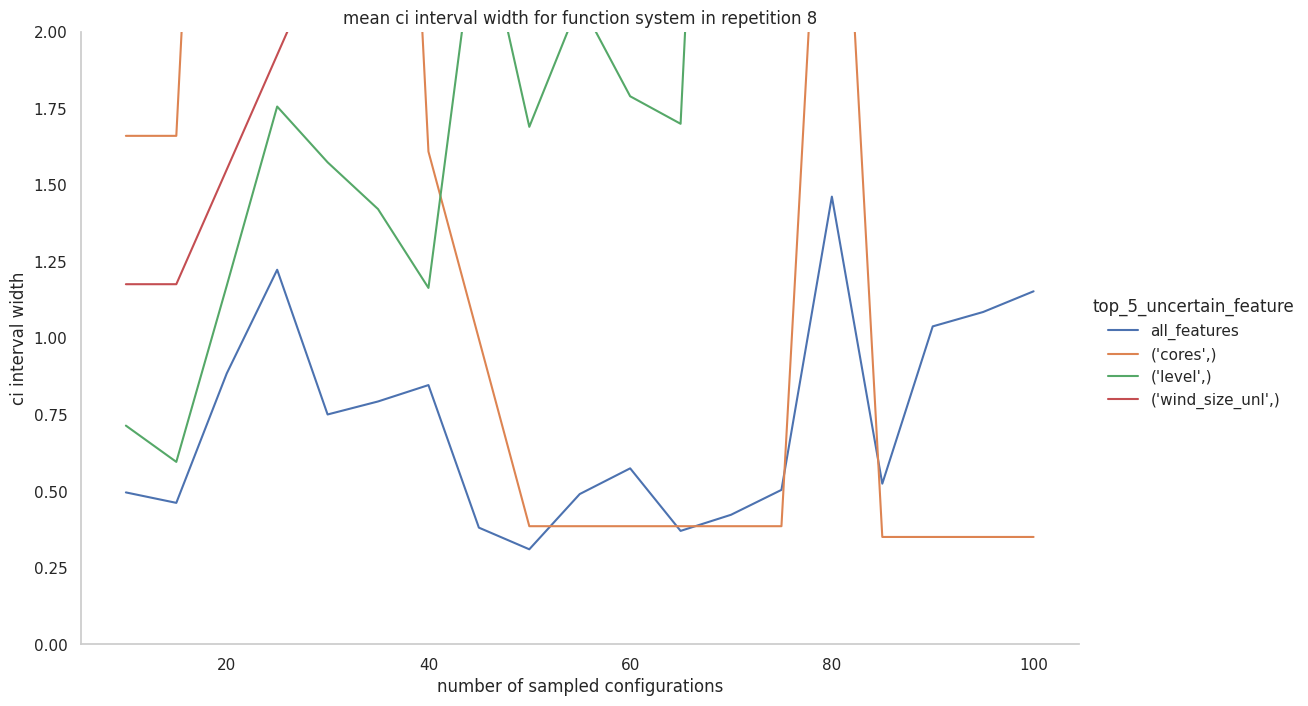 mean ci interval width for function system in repetition 8
2.00
1.75
1.50
1.25
1.00
0.75
0.50
0.25
0.00
ci interval width
20
40
60
80
100
number of sampled configurations
top_5_uncertain_feature
all_features
('cores',)
('level',)
('wind_size_unl',)